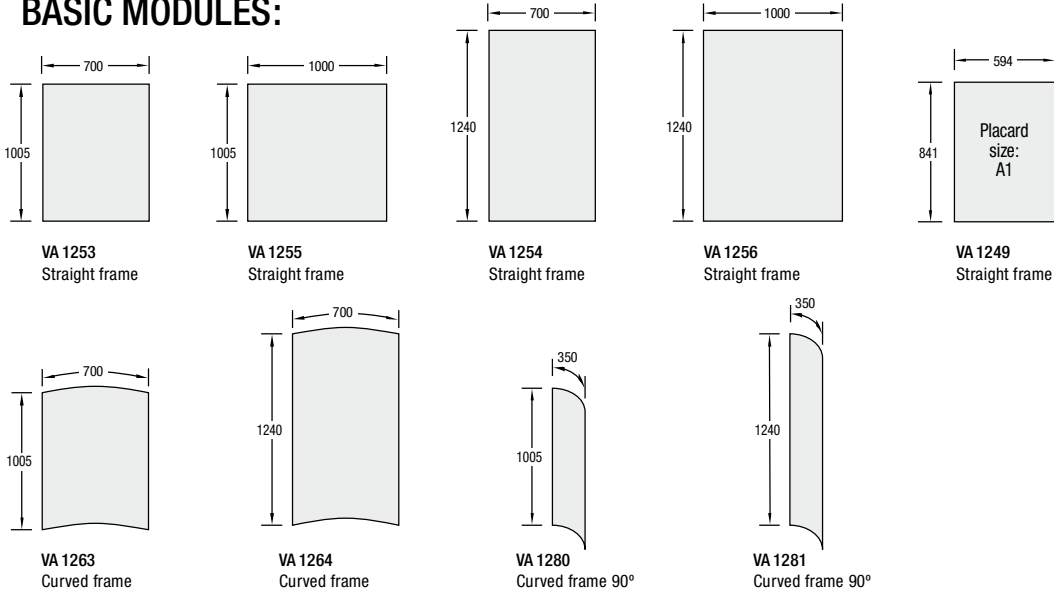 BASIC MODULES:
700
1005
VA 1253
Straight frame
1000
1005
VA 1255
Straight frame
700
1240
VA 1254
Straight frame
1000
1240
VA 1256
Straight frame
594
841
Placard
size:
A1
VA 1249
Straight frame
700
1005
VA 1263
Curved frame
700
1240
VA 1264
Curved frame
350
1005
VA 1280
Curved frame 90º
350
1240
VA 1281
Curved frame 90º